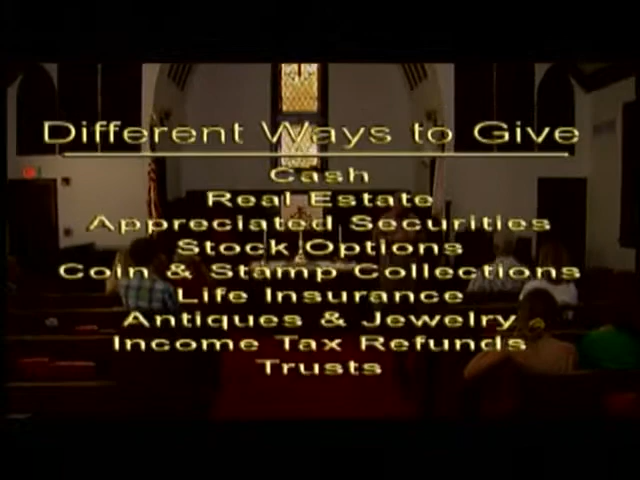 Different Ways to Give
Cash
Real Estate
Appreciated Securities
Stock Options
Coin & Stamp Collections
Life Insurance
Antiques & Jewelry
Income Tax Refunds
Trusts